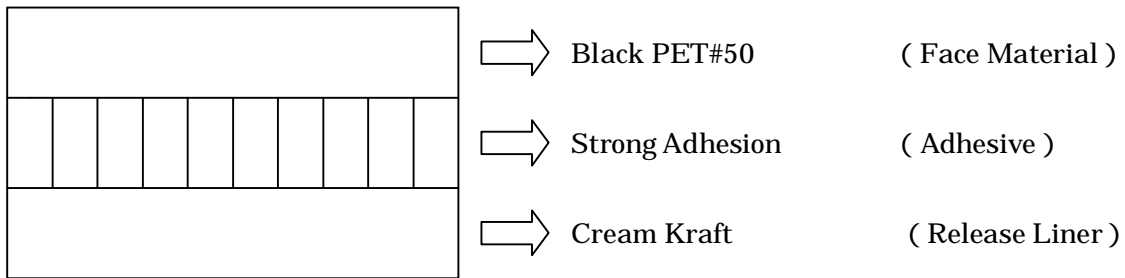 Black PET#50 ( Face Material )
Strong Adhesion ( Adhesive )
Cream Kraft ( Release Liner )